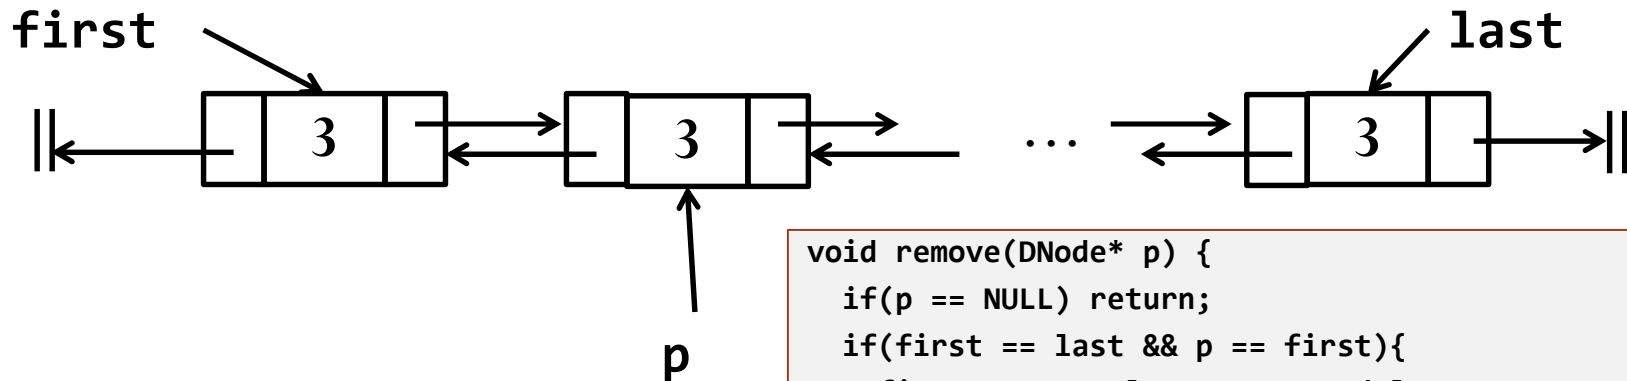 first
last
3
3
...
3
p
void remove(DNode* p) {
if(p == NULL) return;
if(first == last && p == first){